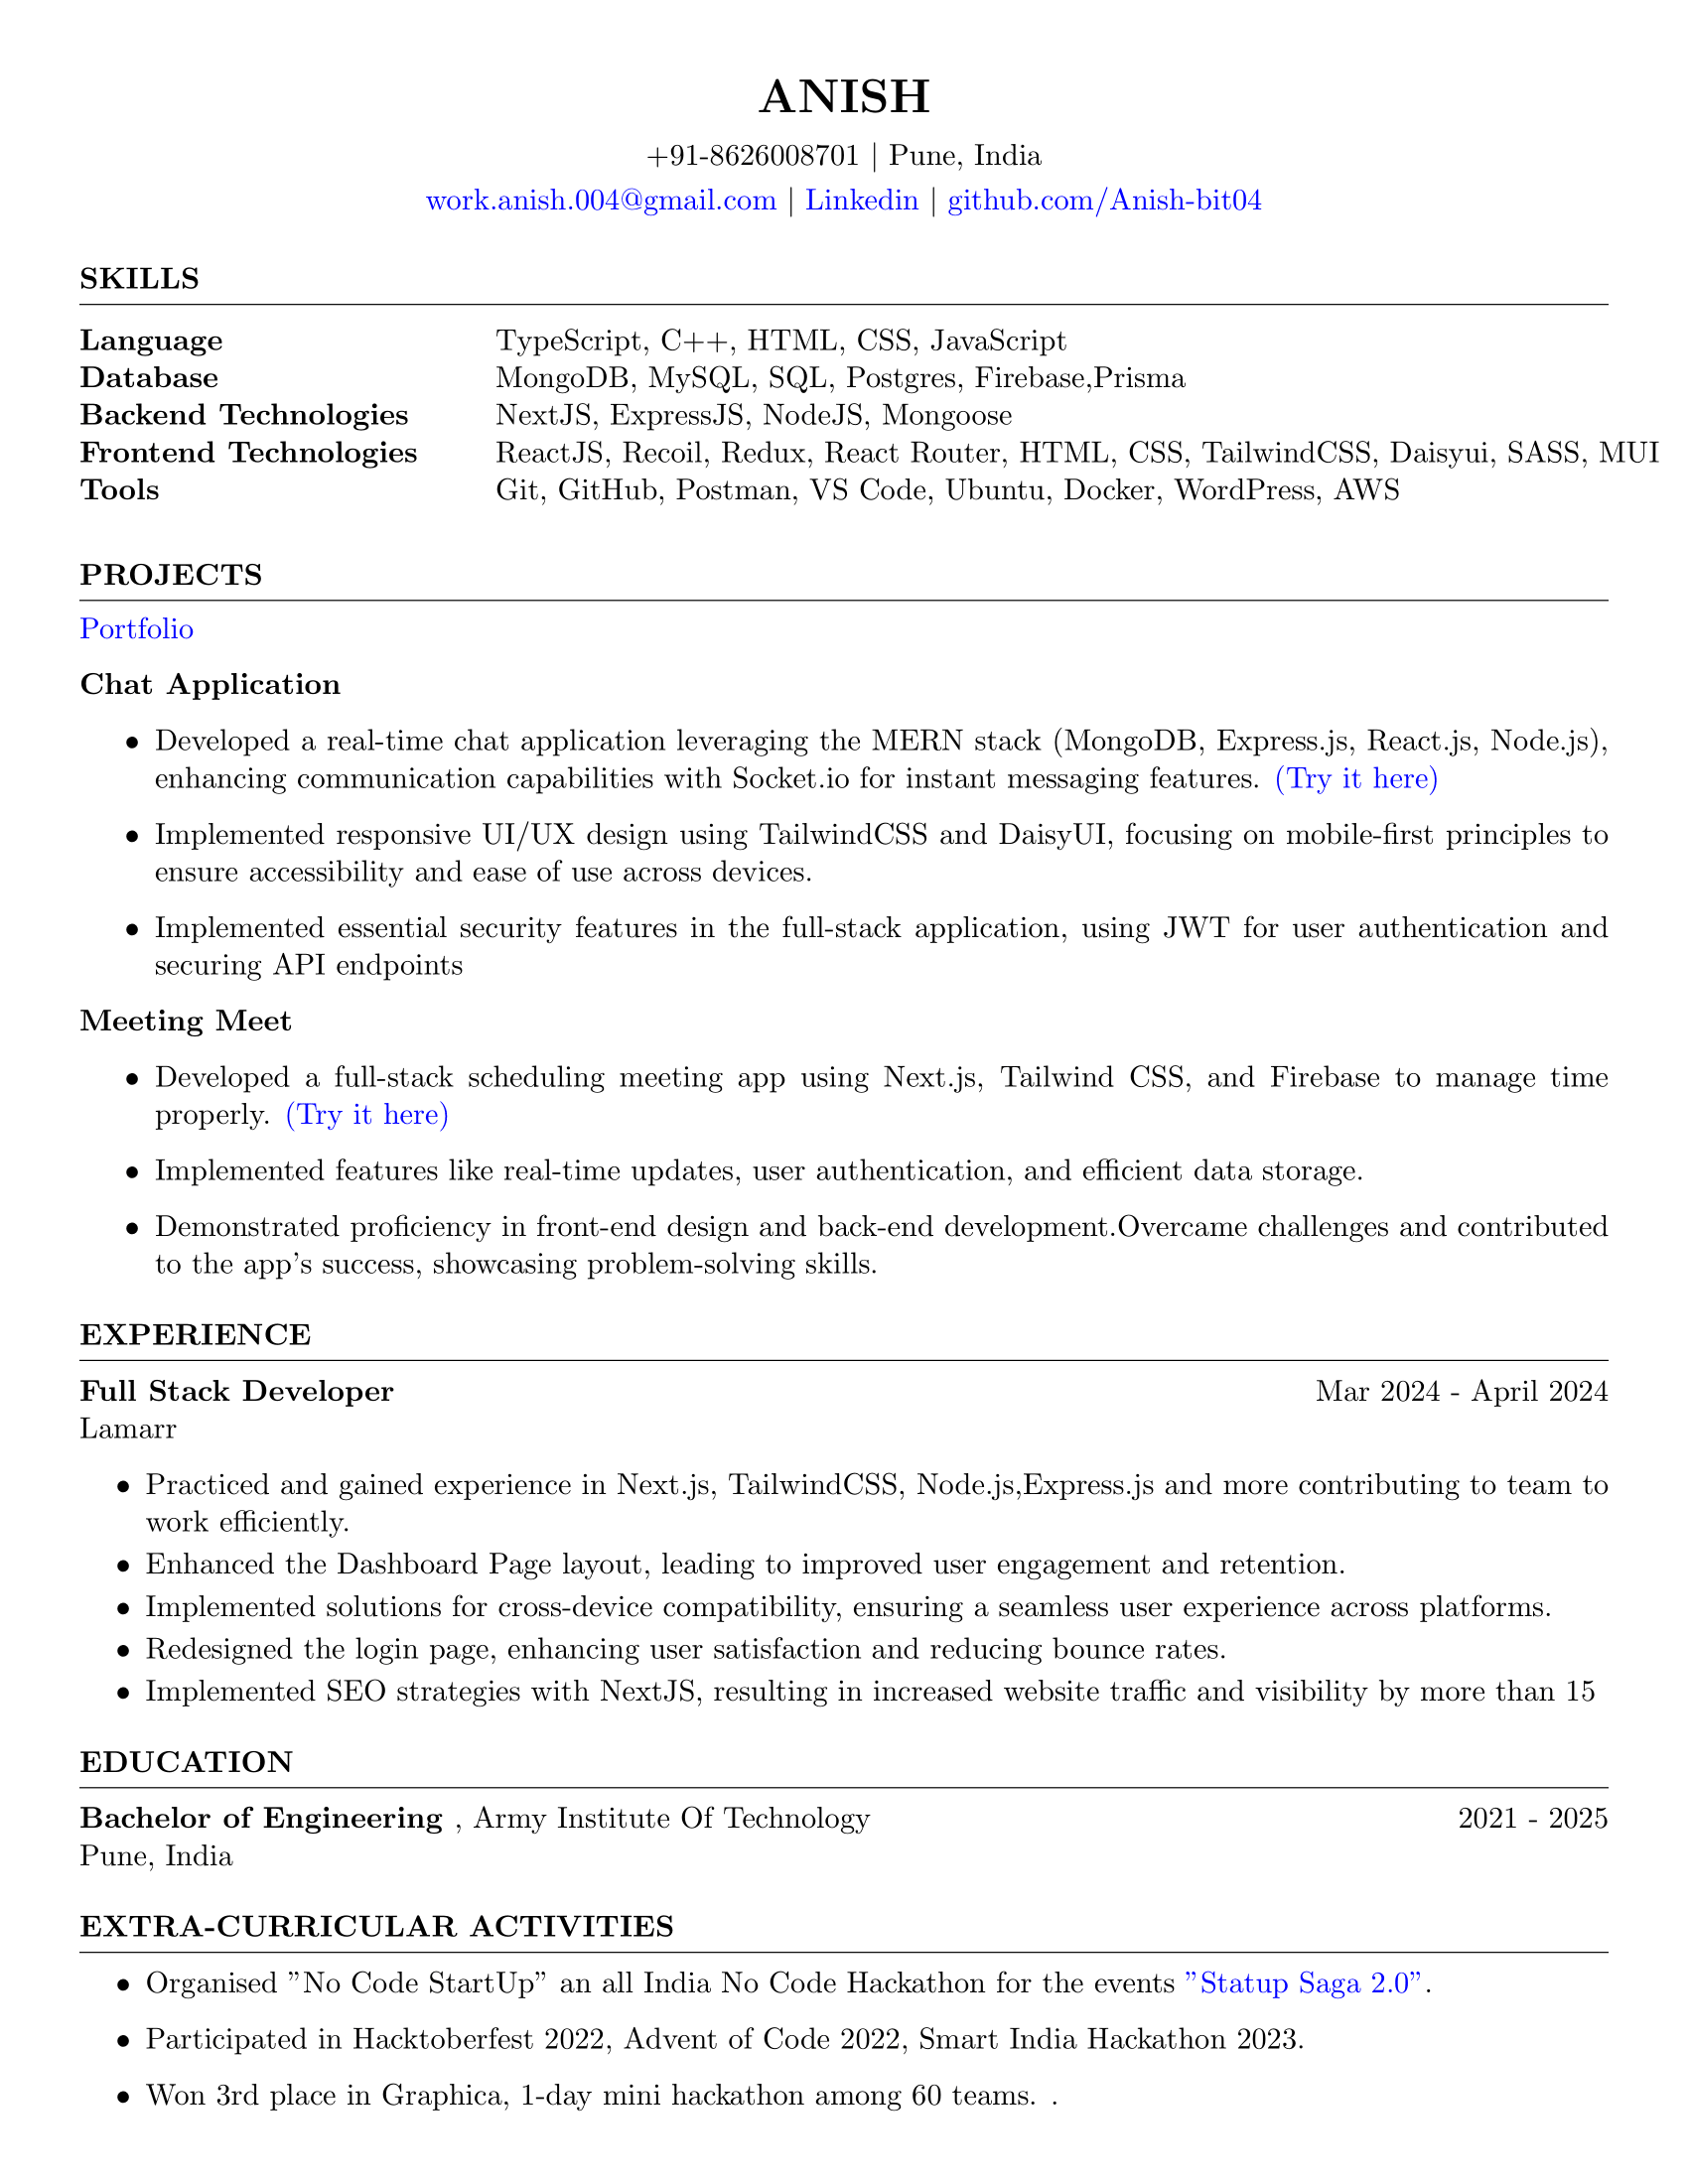 ANISH
+91-8626008701 | Pune, India
work.anish.004@gmail.com | Linkedin | github.com/Anish-bit04
SKILLS
Language TypeScript, C++, HTML, CSS, JavaScript
Database MongoDB, MySQL, SQL, Postgres, Firebase,Prisma
Backend Technologies NextJS, ExpressJS, NodeJS, Mongoose
Frontend Technologies ReactJS, Recoil, Redux, React Router, HTML, CSS, TailwindCSS, Daisyui, SASS, MUI
Tools Git, GitHub, Postman, VS Code, Ubuntu, Docker, WordPress, AWS
PROJECTS
Portfolio
Chat Application
• Developed a real-time chat application leveraging the MERN stack (MongoDB, Express.js, React.js, Node.js),
enhancing communication capabilities with Socket.io for instant messaging features. (Try it here)
• Implemented responsive UI/UX design using TailwindCSS and DaisyUI, focusing on mobile-first principles to
ensure accessibility and ease of use across devices.
• Implemented essential security features in the full-stack application, using JWT for user authentication and
securing API endpoints
Meeting Meet
• Developed a full-stack scheduling meeting app using Next.js, Tailwind CSS, and Firebase to manage time
properly. (Try it here)
• Implemented features like real-time updates, user authentication, and efficient data storage.
• Demonstrated proficiency in front-end design and back-end development.Overcame challenges and contributed
to the app's success, showcasing problem-solving skills.
EXPERIENCE
Full Stack Developer Mar 2024 - April 2024
Lamarr
• Practiced and gained experience in Next.js, TailwindCSS, Node.js,Express.js and more contributing to team to
work efficiently.
• Enhanced the Dashboard Page layout, leading to improved user engagement and retention.
• Implemented solutions for cross-device compatibility, ensuring a seamless user experience across platforms.
• Redesigned the login page, enhancing user satisfaction and reducing bounce rates.
• Implemented SEO strategies with NextJS, resulting in increased website traffic and visibility by more than 15
EDUCATION
Bachelor of Engineering , Army Institute Of Technology 2021 - 2025
Pune, India
EXTRA-CURRICULAR ACTIVITIES
• Organised ”No Code StartUp” an all India No Code Hackathon for the events ”Statup Saga 2.0”.
• Participated in Hacktoberfest 2022, Advent of Code 2022, Smart India Hackathon 2023.
• Won 3rd place in Graphica, 1-day mini hackathon among 60 teams. .